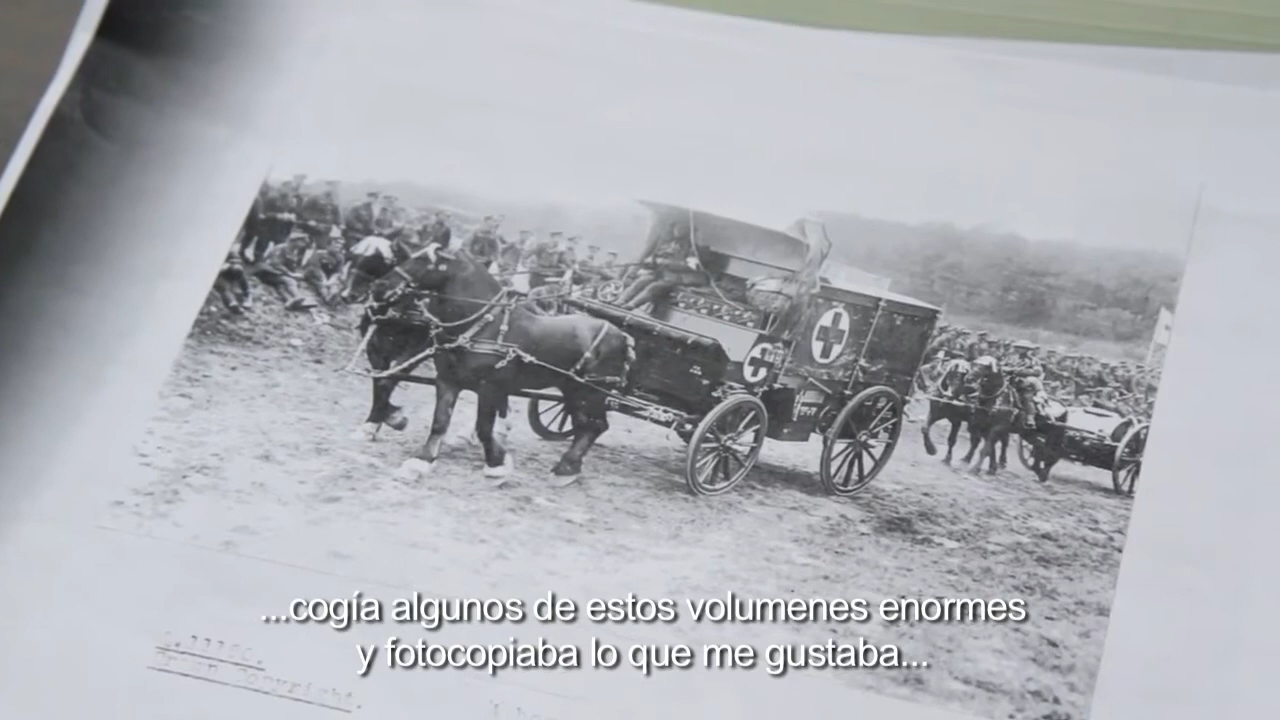 ...cogía algunos de estos volumenes enormes
y fotocopiaba lo que me gustaba...